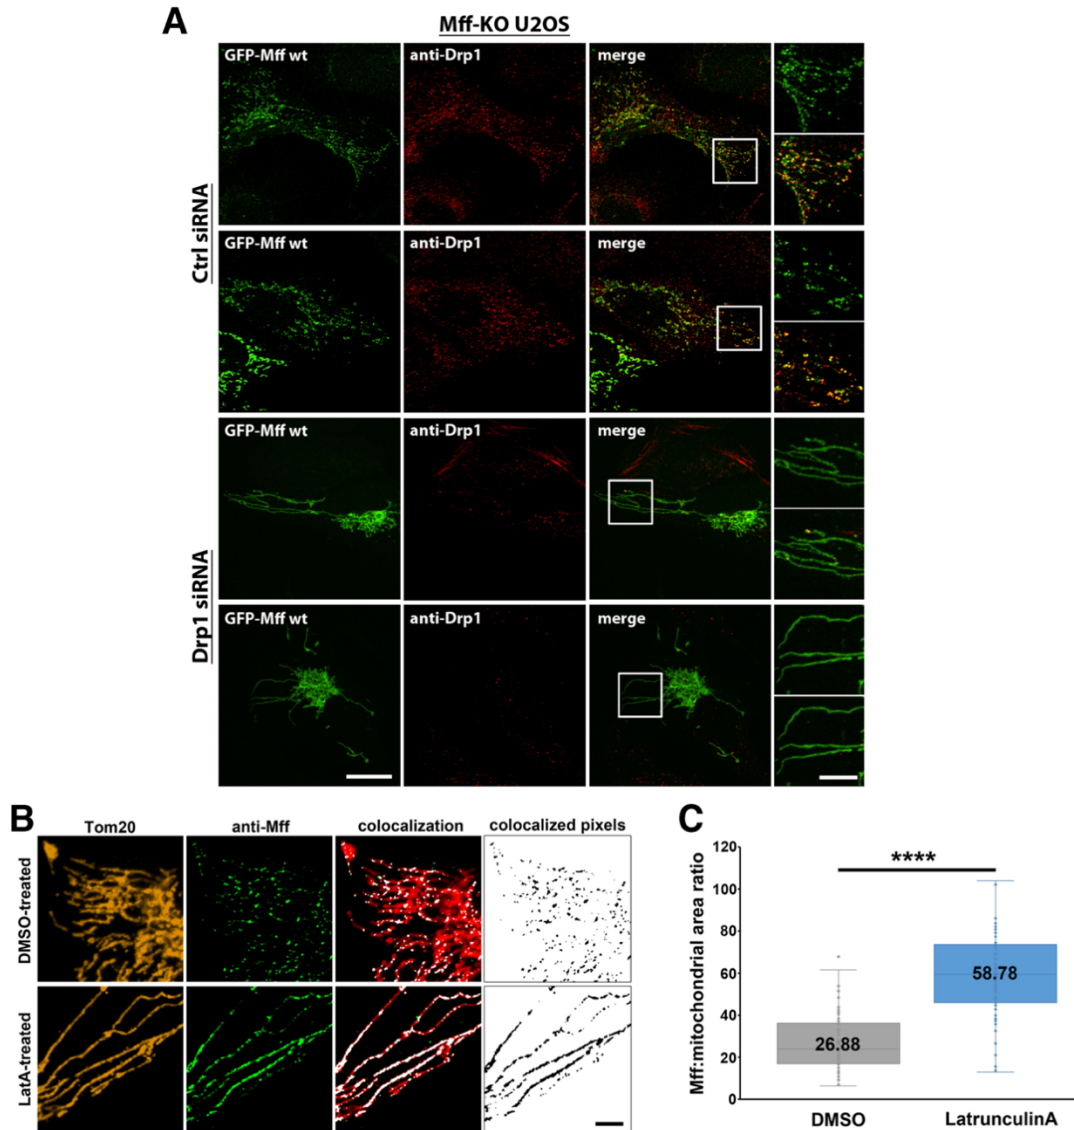 A
Mff-KO U2OS
Ctrl siRNA
GFP-Mff wt anti-Drp1 merge
GFP-Mff wt anti-Drp1 merge
Drp1 siRNA
GFP-Mff wt anti-Drp1 merge
GFP-Mff wt anti-Drp1 merge
B
Tom20 anti-Mff colocalization colocalized pixels
DMSO-treated
LatA-treated
C
Mff:mitochondrial area ratio
****
120
100
80
60
40
20
0
26.88
58.78
DMSO LatrunculinA